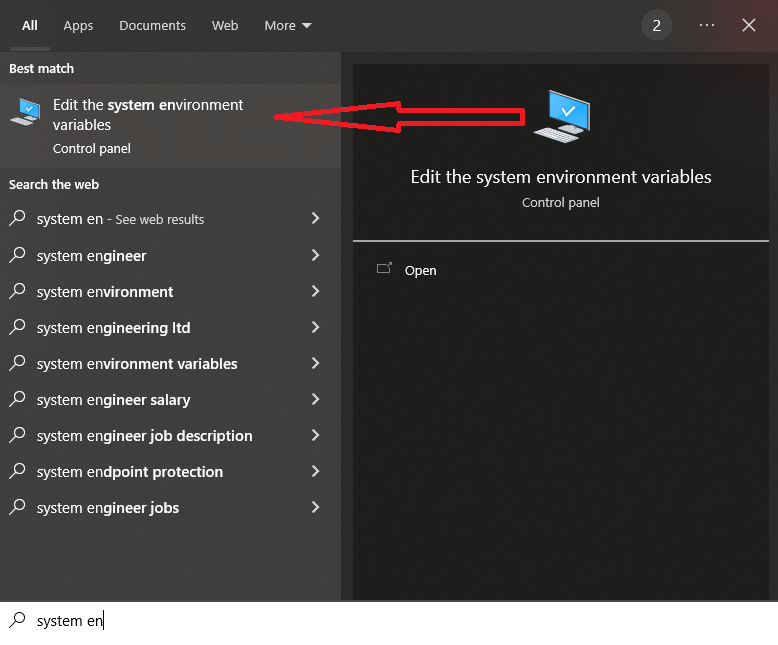 All Apps Documents Web More 2 ...
Best match
Edit the system environment
variables
Control panel
Search the web
system en - See web results
system engineer
system environment
system engineering ltd
system environment variables
system engineer salary
system engineer job description
system endpoint protection
system engineer jobs
Edit the system environment variables
Control panel
Open
system en